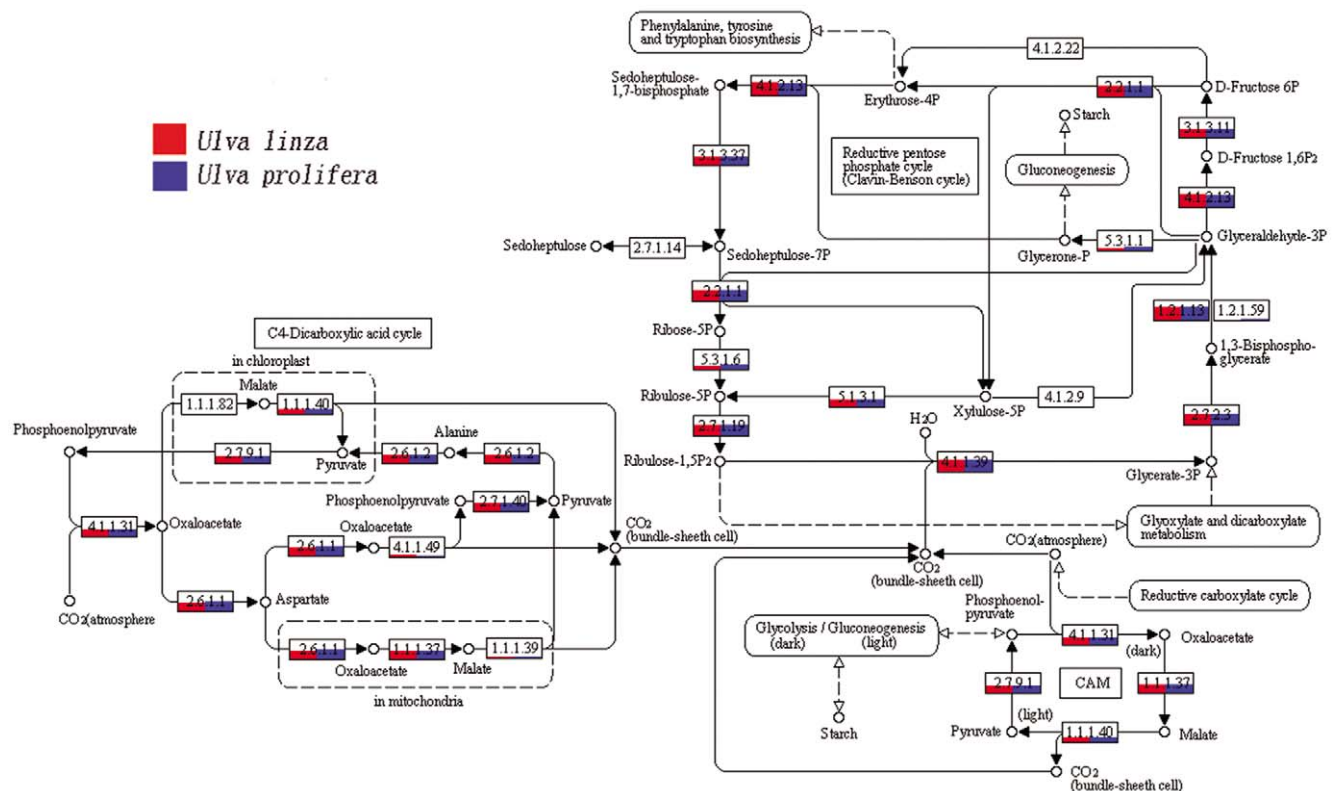 Phenylalanine, tyrosine
and tryptophan biosynthesis
4.1.2.22
Sedoheptulose-
1,7-bisphosphate
4.1.2.13
Erythrose-4P
2.2.1.1
D-Fructose 6P
Starch
3.1.3.11
Ulva linza
Ulva prolifera
3.1.3.37
Reductive pentose
phosphate cycle
(Clavin-Benson cycle)
Gluconeogenesis
D-Fructose 1,6P2
4.1.2.13
Sedoheptulose
2.7.1.14
Sedoheptulose-7P
Glycerone-P
5.3.1.1
Glyceraldehyde-3P
2.2.1.1
1.2.1.13
1.2.1.59
Ribose-5P
1,3-Bisphospho-
glycerate
5.3.1.6
Ribulose-5P
5.1.3.1
Xylulose-5P
4.1.2.9
2.7.1.19
H2O
2.7.2.3
Ribulose-1,5P2
4.1.1.39
Glycerate-3P
Glyoxylate and dicarboxylate
metabolism
C4-Dicarboxylic acid cycle
in chloroplast
Malate
1.1.1.82
1.1.1.40
Phosphoenolpyruvate
2.7.9.1
Pyruvate
2.6.1.2
Alanine
2.6.1.2
Phosphoenolpyruvate
2.7.1.40
Pyruvate
4.1.1.31
Oxaloacetate
Oxaloacetate
2.6.1.1
4.1.1.49
CO2
(bundle-sheeth cell)
CO2(atmosphere
2.6.1.1
Aspartate
2.6.1.1
Oxaloacetate
1.1.1.37
Malate
1.1.1.39
in mitochondria
CO2
(bundle-sheeth cell)
CO2(atmosphere)
Reductive carboxylate cycle
Phosphoenol-
pyruvate
Glycolysis / Gluconeogenesis
(dark) (light)
4.1.1.31
(dark)
Oxaloacetate
2.7.9.1
CAM
1.1.1.37
Starch
Pyruvate
(light)
1.1.1.40
Malate
CO2
(bundle-sheeth cell)